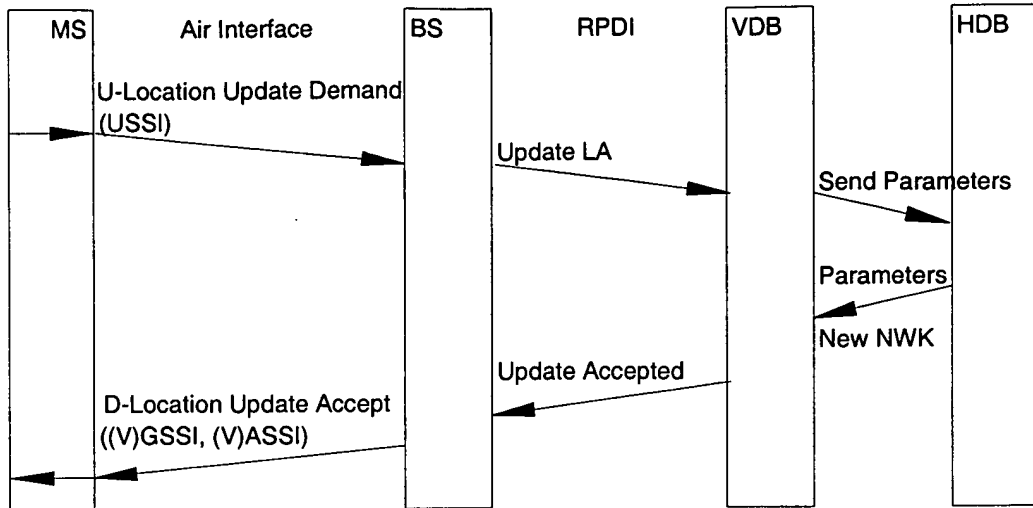 MS Air Interface BS RPDI VDB HDB
U-Location Update Demand
(USSI)
Update LA
Send Parameters
Parameters
New NWK
Update Accepted
D-Location Update Accept
((V)GSSI, (V)ASSI)